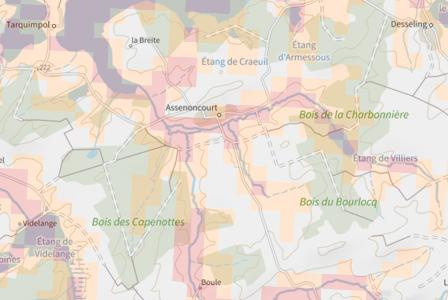 Tarquimpol
Desseling
la Breite
Étang
d'Armessous
Étang de Craeuil
222
Assenoncourt
Bois de la Charbonnière
Étang de Villiers
Bois du Bourlocq
Bois des Capenottes
Videlange
Étang de
Videlange
Boule